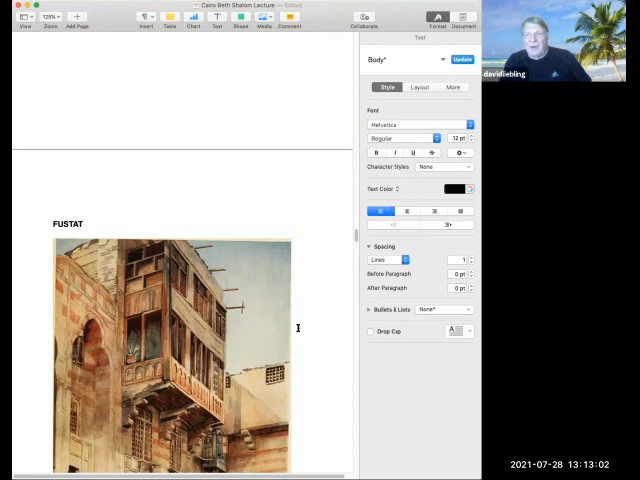 Cairo Beth Shalom Lecture — Edited
125%
View
Zoom
Add Page
Insert
Table
Chart
Text
Shape
Media
Comment
Collaborate
Format
Document
Text
Body*
Update
Style
Layout
More
Font
Helvetica
Regular
12 pt
B I U S
Character Styles
None
Text Color
Spacing
Lines
1
Before Paragraph
0 pt
After Paragraph
0 pt
Bullets & Lists
None*
Drop Cap
A
FUSTAT
davidliebling
2021-07-28 13:13:02